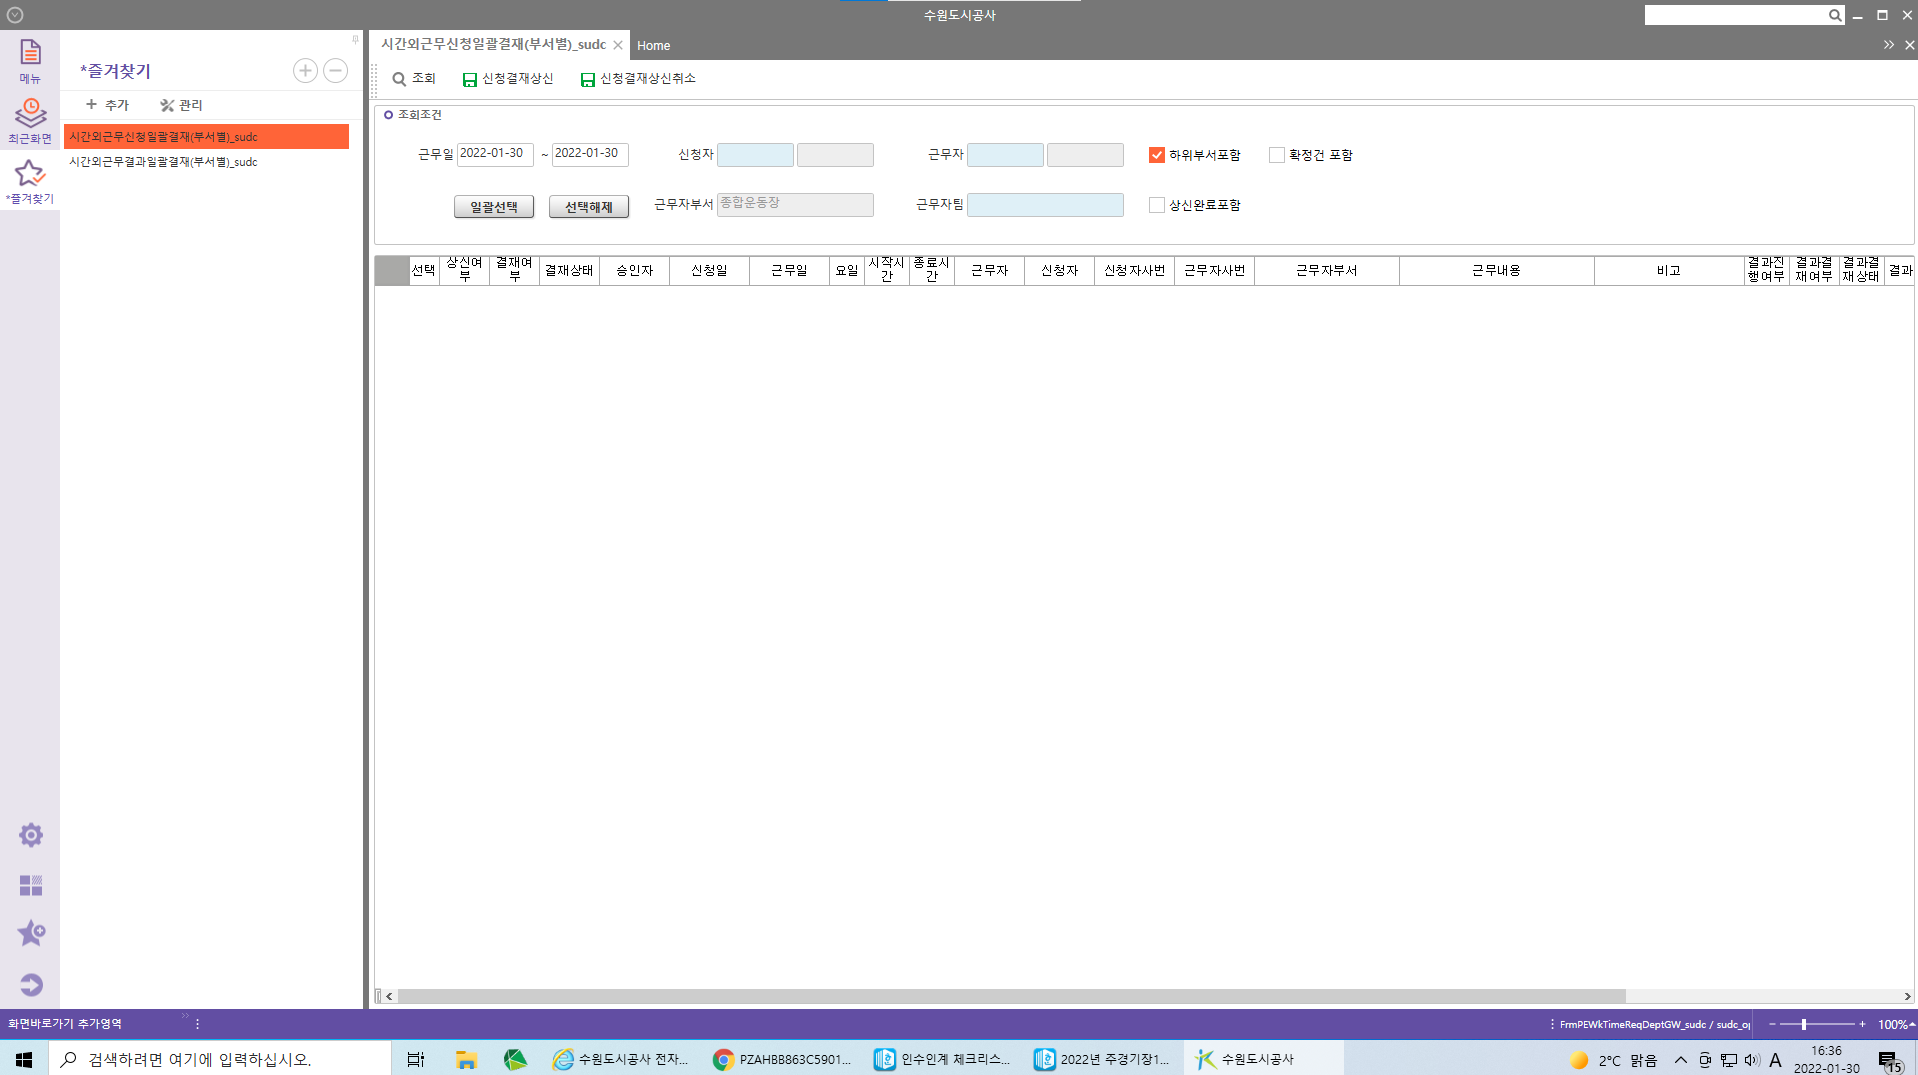 수원도시공사
메뉴
최근화면
*즐겨찾기
*즐겨찾기
추가
관리
시간외근무신청일괄결재(부서별)_sudc
시간외근무결과일괄결재(부서별)_sudc
시간외근무신청일괄결재(부서별)_sudc
Home
조회
신청결재상신
신청결재상신취소
조회조건
근무일 2022-01-30 ~ 2022-01-30 신청자 근무자 하위부서포함 확정건 포함
일괄선택 선택해제 근무자부서 종합운동장 근무자팀 상신완료포함
선택 상신여부 결재여부 결재상태 승인자 신청일 근무일 요일 시작시간 종료시간 근무자 신청자 신청자사번 근무자사번 근무자부서 근무내용 비고 결과진행여부 결과결재여부 결과결재상태 결과
화면바로가기 추가영역
FrmPEWkTimeReqDeptGW_sudc / sudc_o
100%
검색하려면 여기에 입력하십시오.
수원도시공사 전자...
PZAHBB863C5901...
인수인계 체크리스...
2022년 주경기장1...
수원도시공사
2°C 맑음
A
16:36
2022-01-30
15